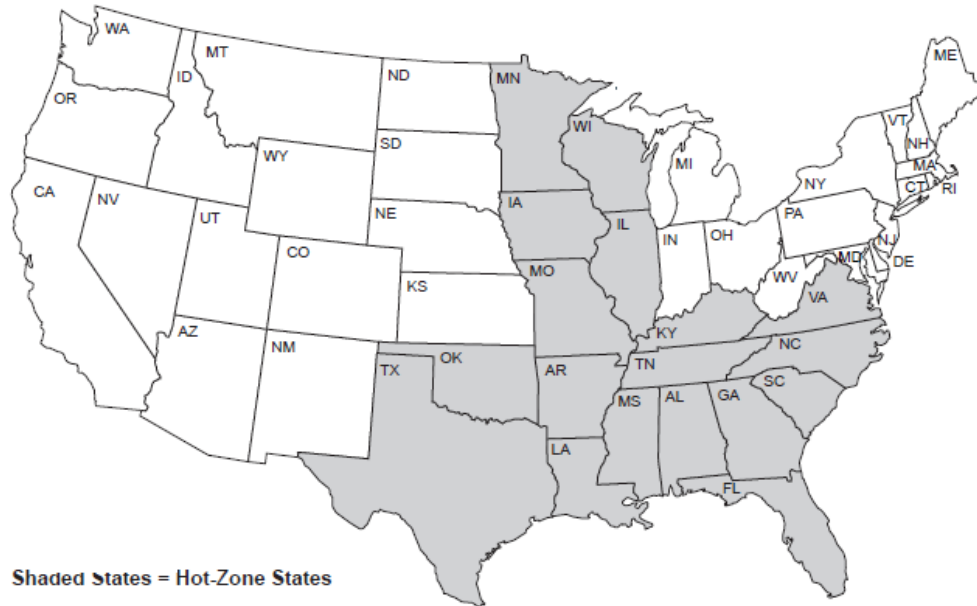 WA
MT
ND
MN
ME
ID
OR
VT
WI
SD
NH
WY
MI
MA
NY
CT
RI
CA
NV
NE
IA
PA
UT
IL
IN
OH
NJ
CO
MO
MD
DE
WV
KS
VA
AZ
KY
NC
NM
OK
TN
TX
AR
SC
MS
AL
GA
LA
FL
Shaded States = Hot-Zone States